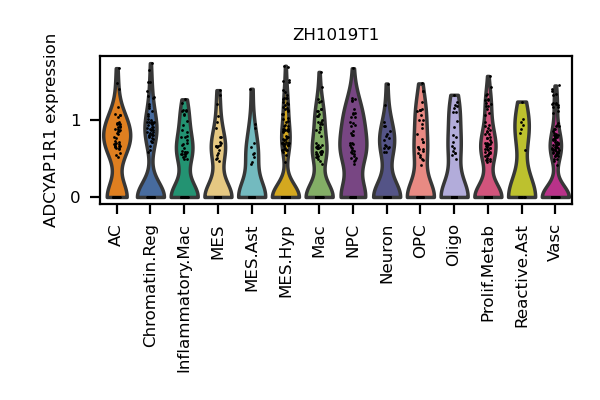 ZH1019T1
ADCYAP1R1 expression
1
0
AC
Chromatin.Reg
Inflammatory.Mac
MES
MES.Ast
MES.Hyp
Mac
NPC
Neuron
OPC
Oligo
Prolif.Metab
Reactive.Ast
Vasc